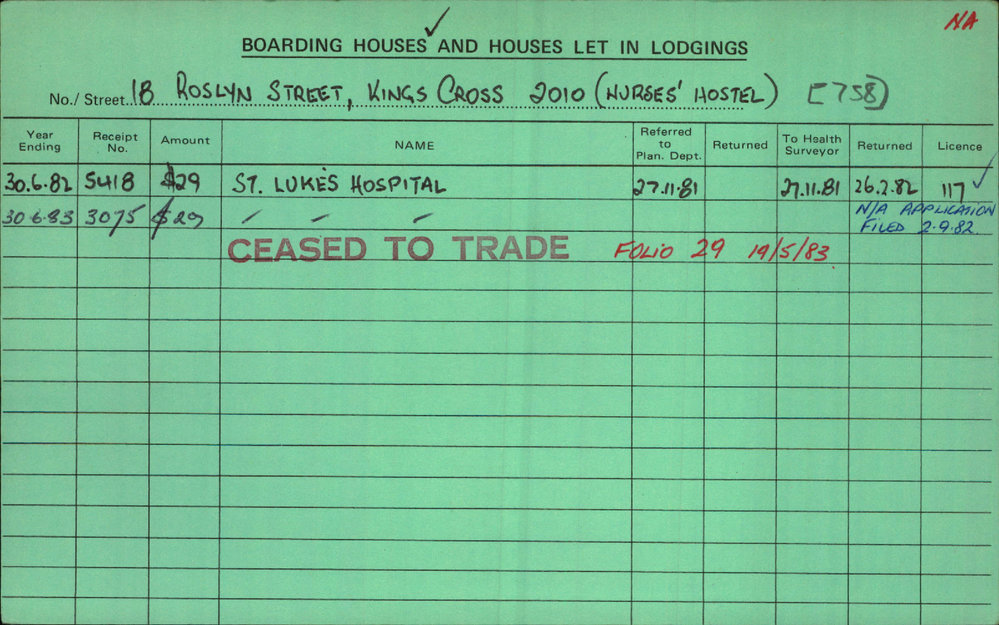 NA
BOARDING HOUSES ✓ AND HOUSES LET IN LODGINGS
No./ Street 18 ROSLYN STREET, KINGS CROSS 2010 (NURSES' HOSTEL) [758]
Year Ending Receipt No. Amount NAME Referred to Plan. Dept. Returned To Health Surveyor Returned Licence
30.6.82 5418 $29 ST. LUKE'S HOSPITAL 27.11.81 27.11.81 26.2.82 117 ✓
30.6.83 3075 $29 〃 〃 〃 N/A APPLICATION
FILED 2.9.82
CEASED TO TRADE FOLIO 29 19/5/83